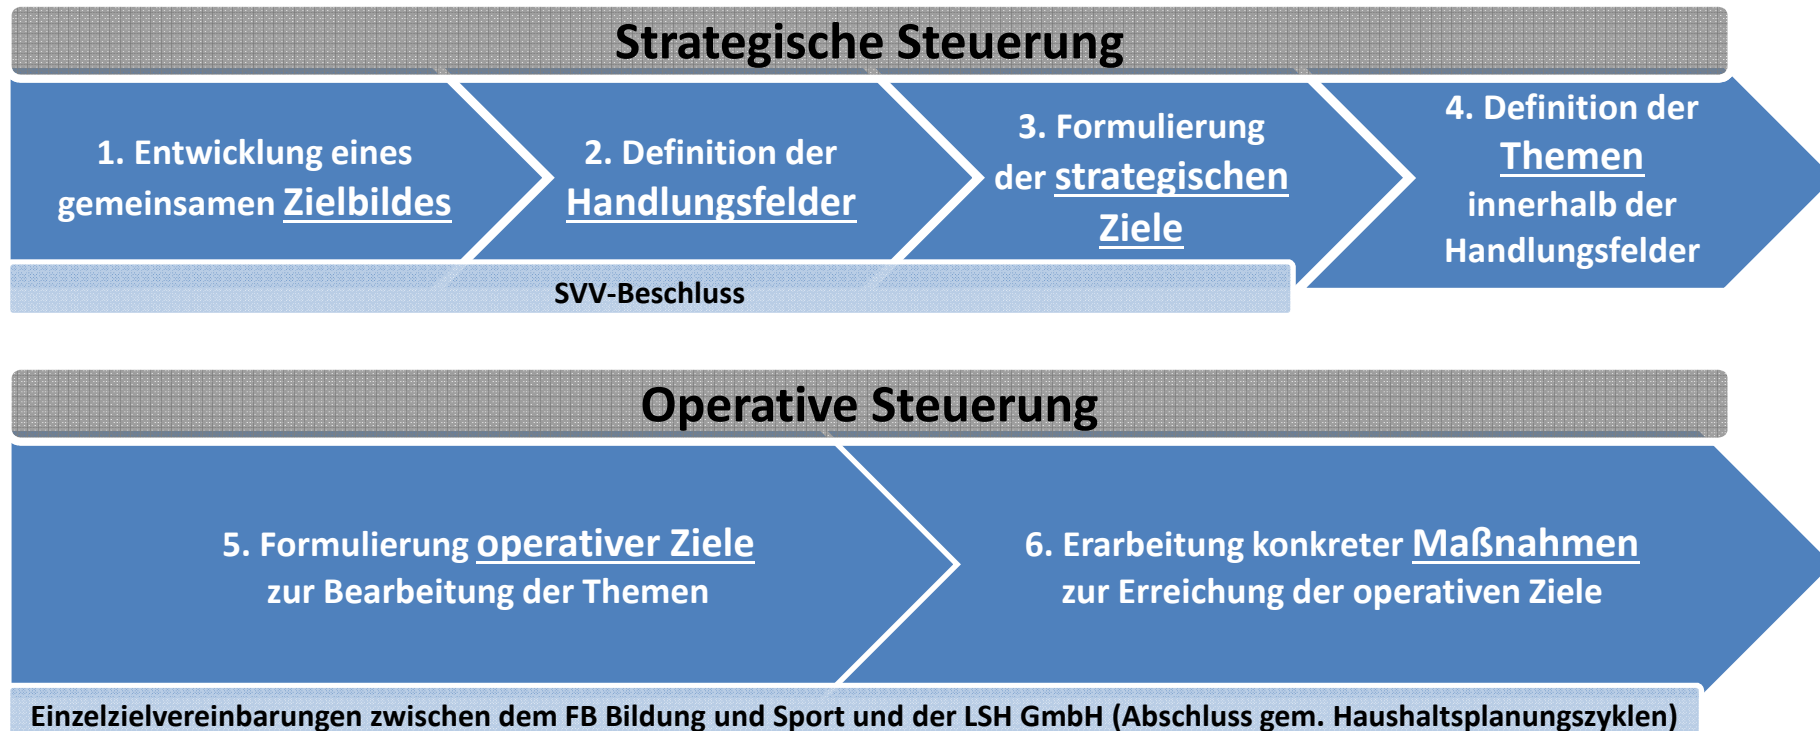 Strategische Steuerung
1. Entwicklung eines
gemeinsamen Zielbildes
2. Definition der
Handlungsfelder
3. Formulierung
der strategischen
Ziele
4. Definition der
Themen
innerhalb der
Handlungsfelder
SVV-Beschluss
Operative Steuerung
5. Formulierung operativer Ziele
zur Bearbeitung der Themen
6. Erarbeitung konkreter Maßnahmen
zur Erreichung der operativen Ziele
Einzelzielvereinbarungen zwischen dem FB Bildung und Sport und der LSH GmbH (Abschluss gem. Haushaltsplanungszyklen)